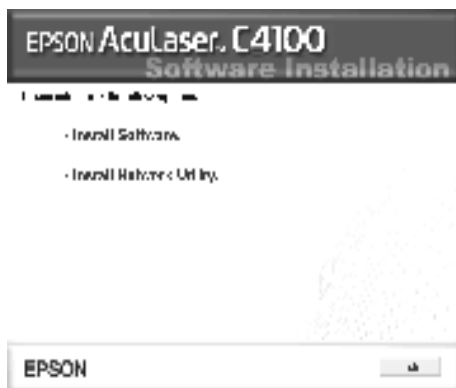 EPSON AcuLaser. C4100
Software Installation
- Install Software.
- Install Network Utility.
EPSON